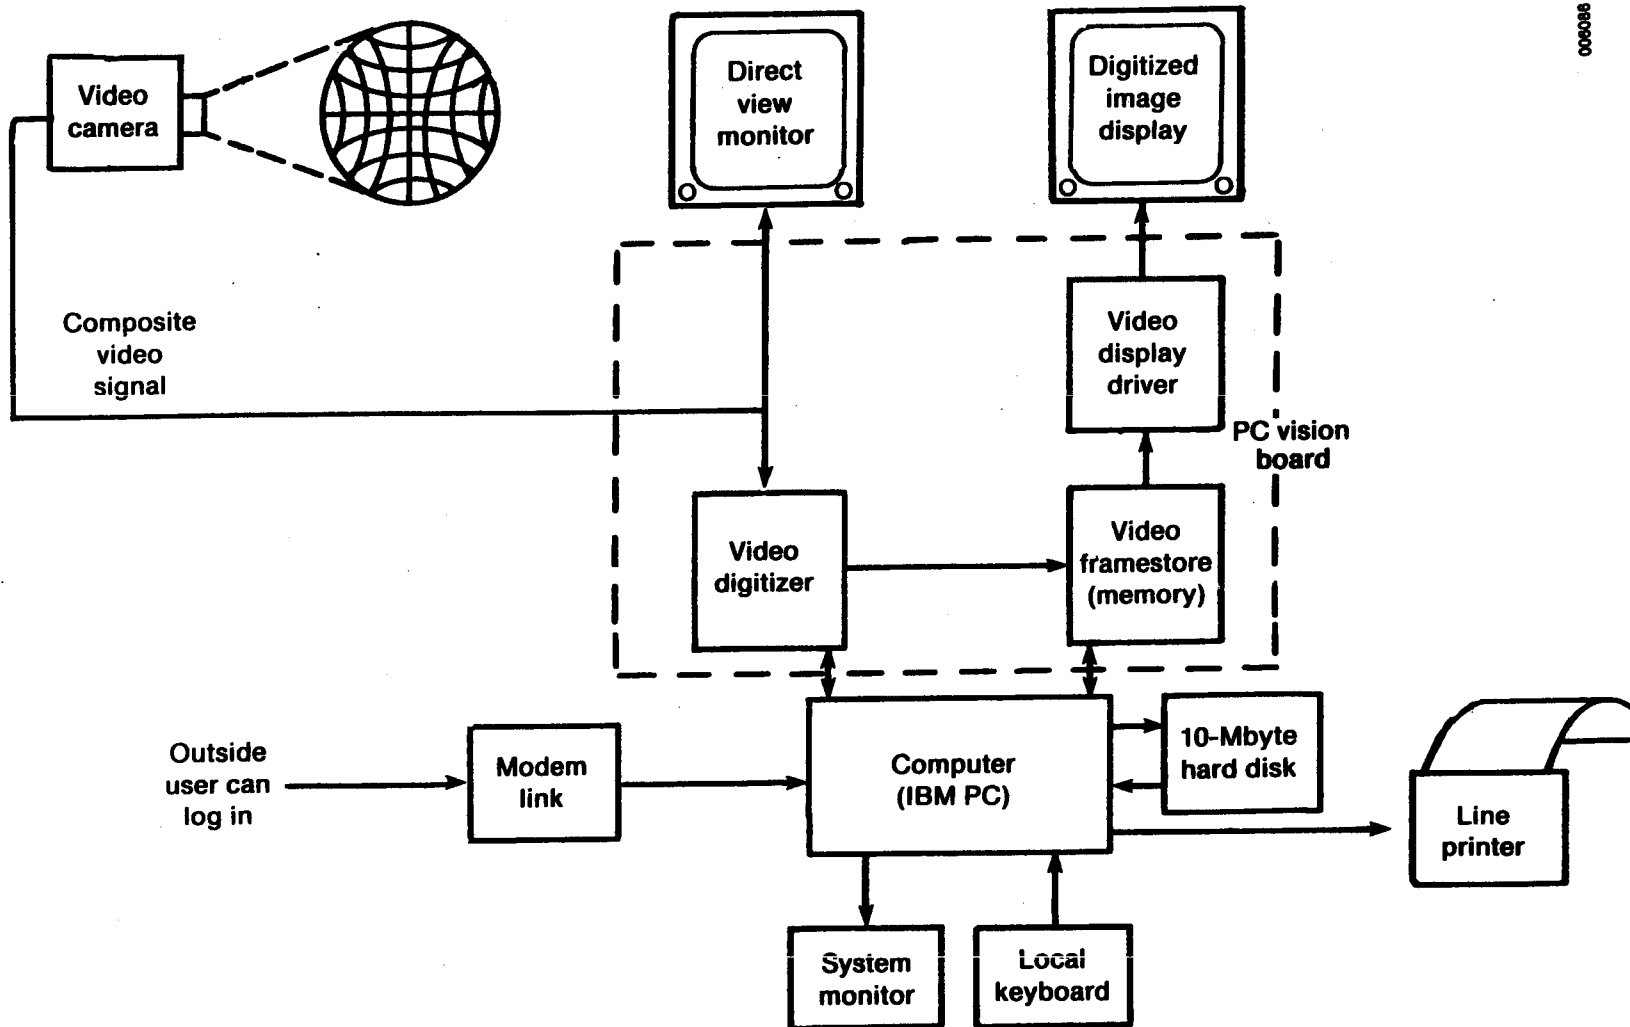 006088
Video
camera
Direct
view
monitor
Digitized
image
display
Composite
video
signal
Video
display
driver
PC vision
board
Video
digitizer
Video
framestore
(memory)
Outside
user can
log in
Modem
link
Computer
(IBM PC)
10-Mbyte
hard disk
Line
printer
System
monitor
Local
keyboard